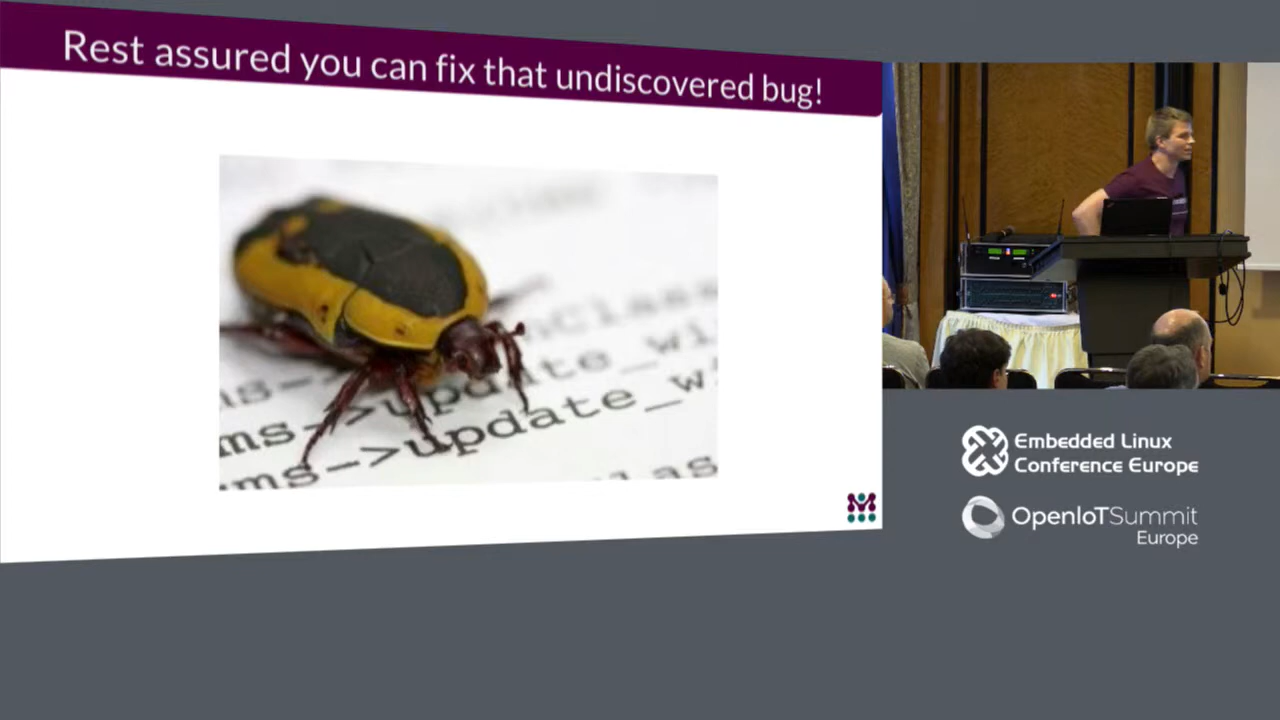 Rest assured you can fix that undiscovered bug!
ms->update_w
ms->update_w
Embedded Linux
Conference Europe
OpenIoTSummit
Europe